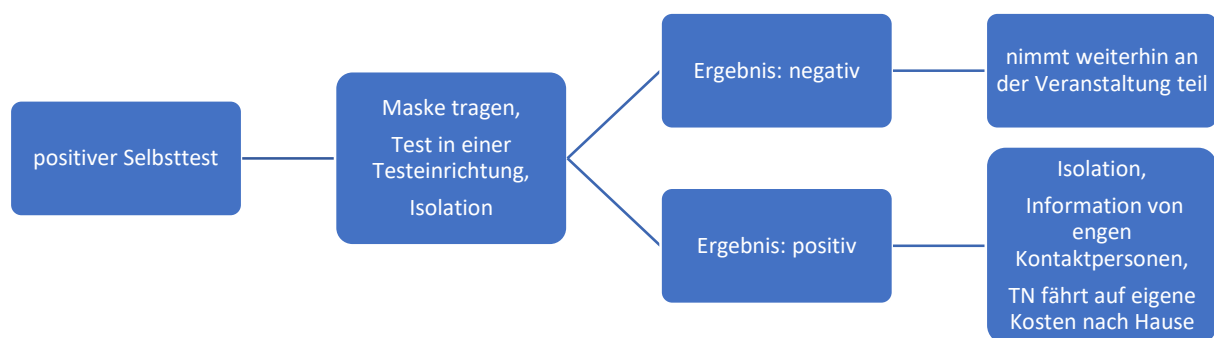 positiver Selbsttest
Maske tragen,
Test in einer
Testeinrichtung,
Isolation
Ergebnis: negativ
nimmt weiterhin an
der Veranstaltung teil
Ergebnis: positiv
Isolation,
Information von
engen
Kontaktpersonen,
TN fährt auf eigene
Kosten nach Hause